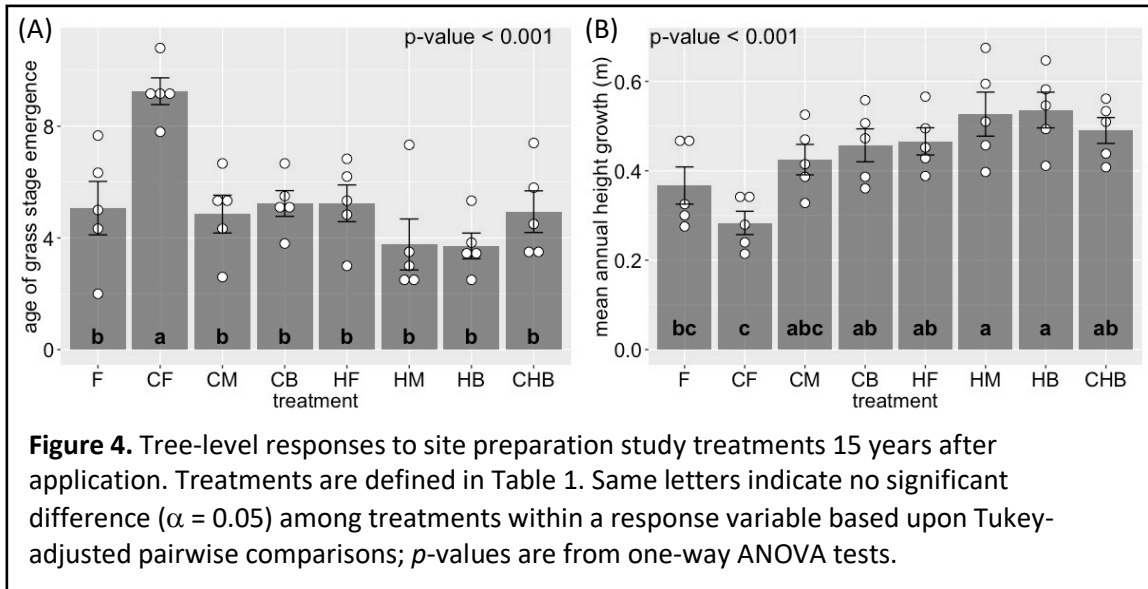 (A)
p-value < 0.001
age of grass stage emergence
8
4
0
b a b b b b b b
F CF CM CB HF HM HB CHB
treatment
(B)
p-value < 0.001
mean annual height growth (m)
0.6
0.4
0.2
0.0
bc c abc ab ab a a ab
F CF CM CB HF HM HB CHB
treatment
Figure 4. Tree-level responses to site preparation study treatments 15 years after
application. Treatments are defined in Table 1. Same letters indicate no significant
difference (α = 0.05) among treatments within a response variable based upon Tukey-
adjusted pairwise comparisons; p-values are from one-way ANOVA tests.